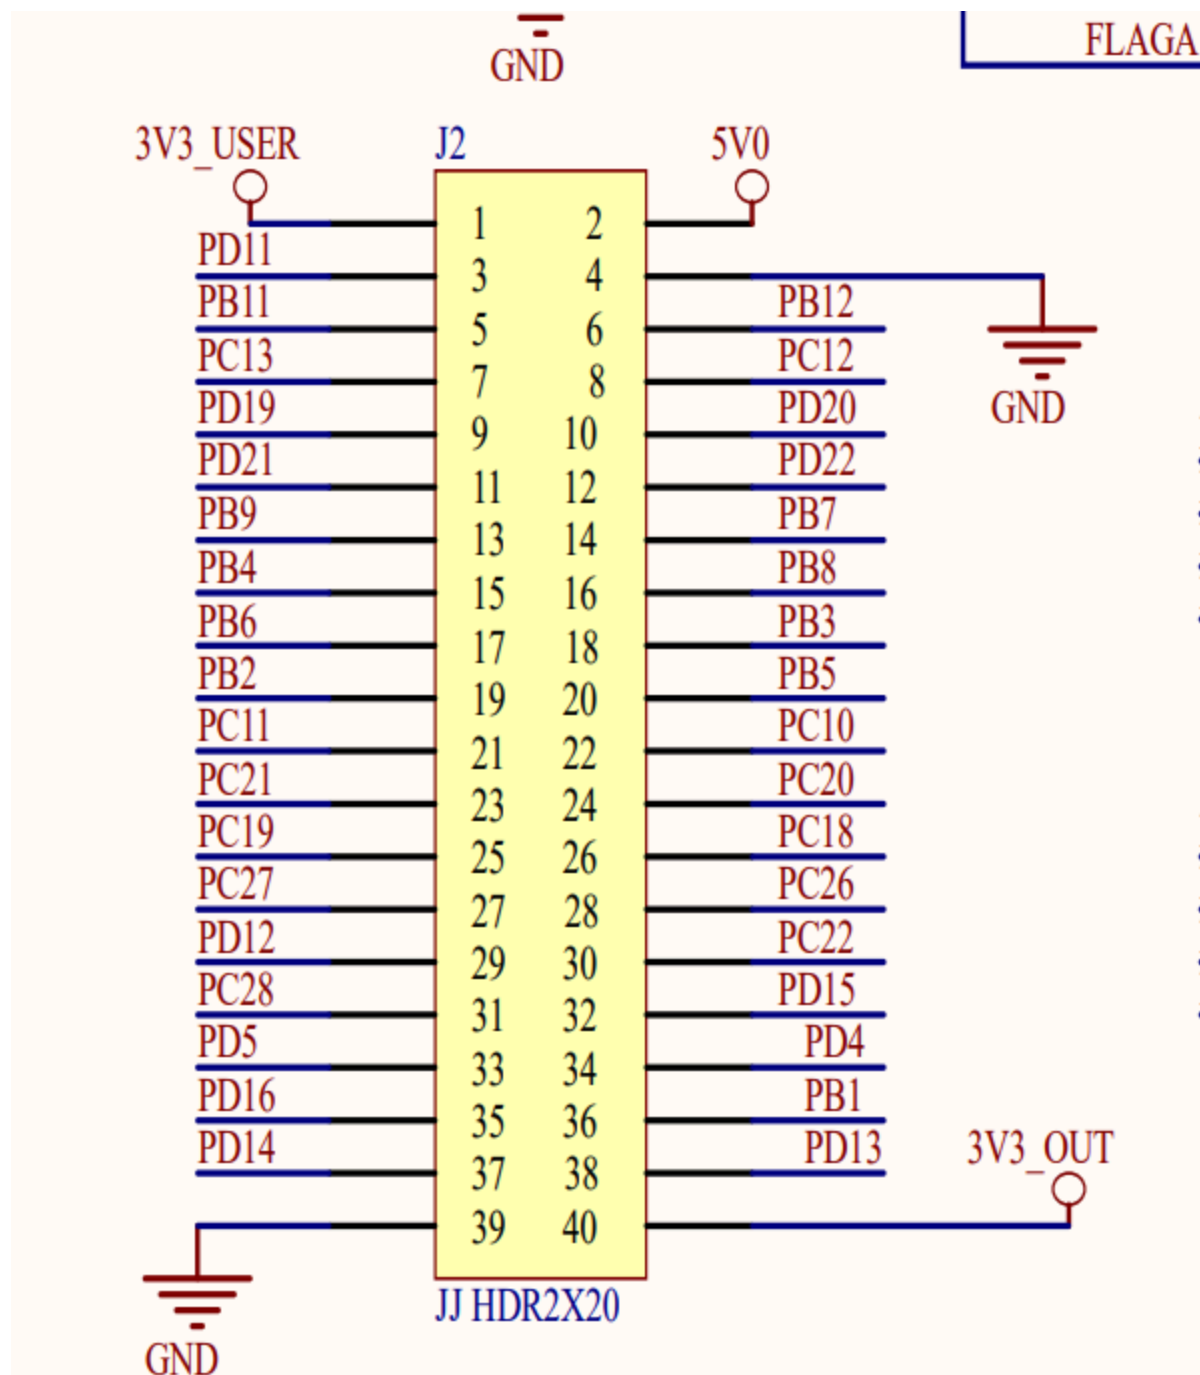 GND
FLAGA
3V3_USER J2 5V0
1 2
PD11
3 4
PB11 PB12
5 6
PC13 PC12
7 8
GND
PD19 PD20
9 10
PD21 PD22
11 12
PB9 PB7
13 14
PB4 PB8
15 16
PB6 PB3
17 18
PB2 PB5
19 20
PC11 PC10
21 22
PC21 PC20
23 24
PC19 PC18
25 26
PC27 PC26
27 28
PD12 PC22
29 30
PC28 PD15
31 32
PD5 PD4
33 34
PD16 PB1
35 36
PD14 PD13 3V3_OUT
37 38
39 40
JJ HDR2X20
GND